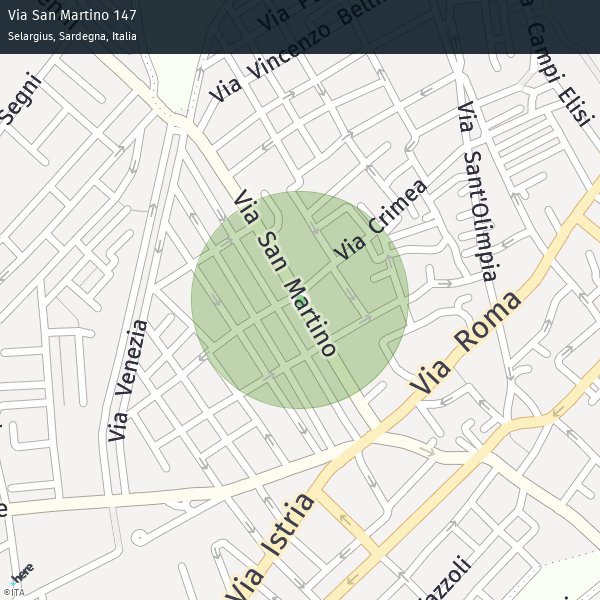 Via San Martino 147
Selargius, Sardegna, Italia
Via Vincenzo Bellini
Campi Elisi
Segni
Via Sant'Olimpia
Via San Martino
Via Crimea
Via Venezia
Via Roma
Via Istria
here
©ITA